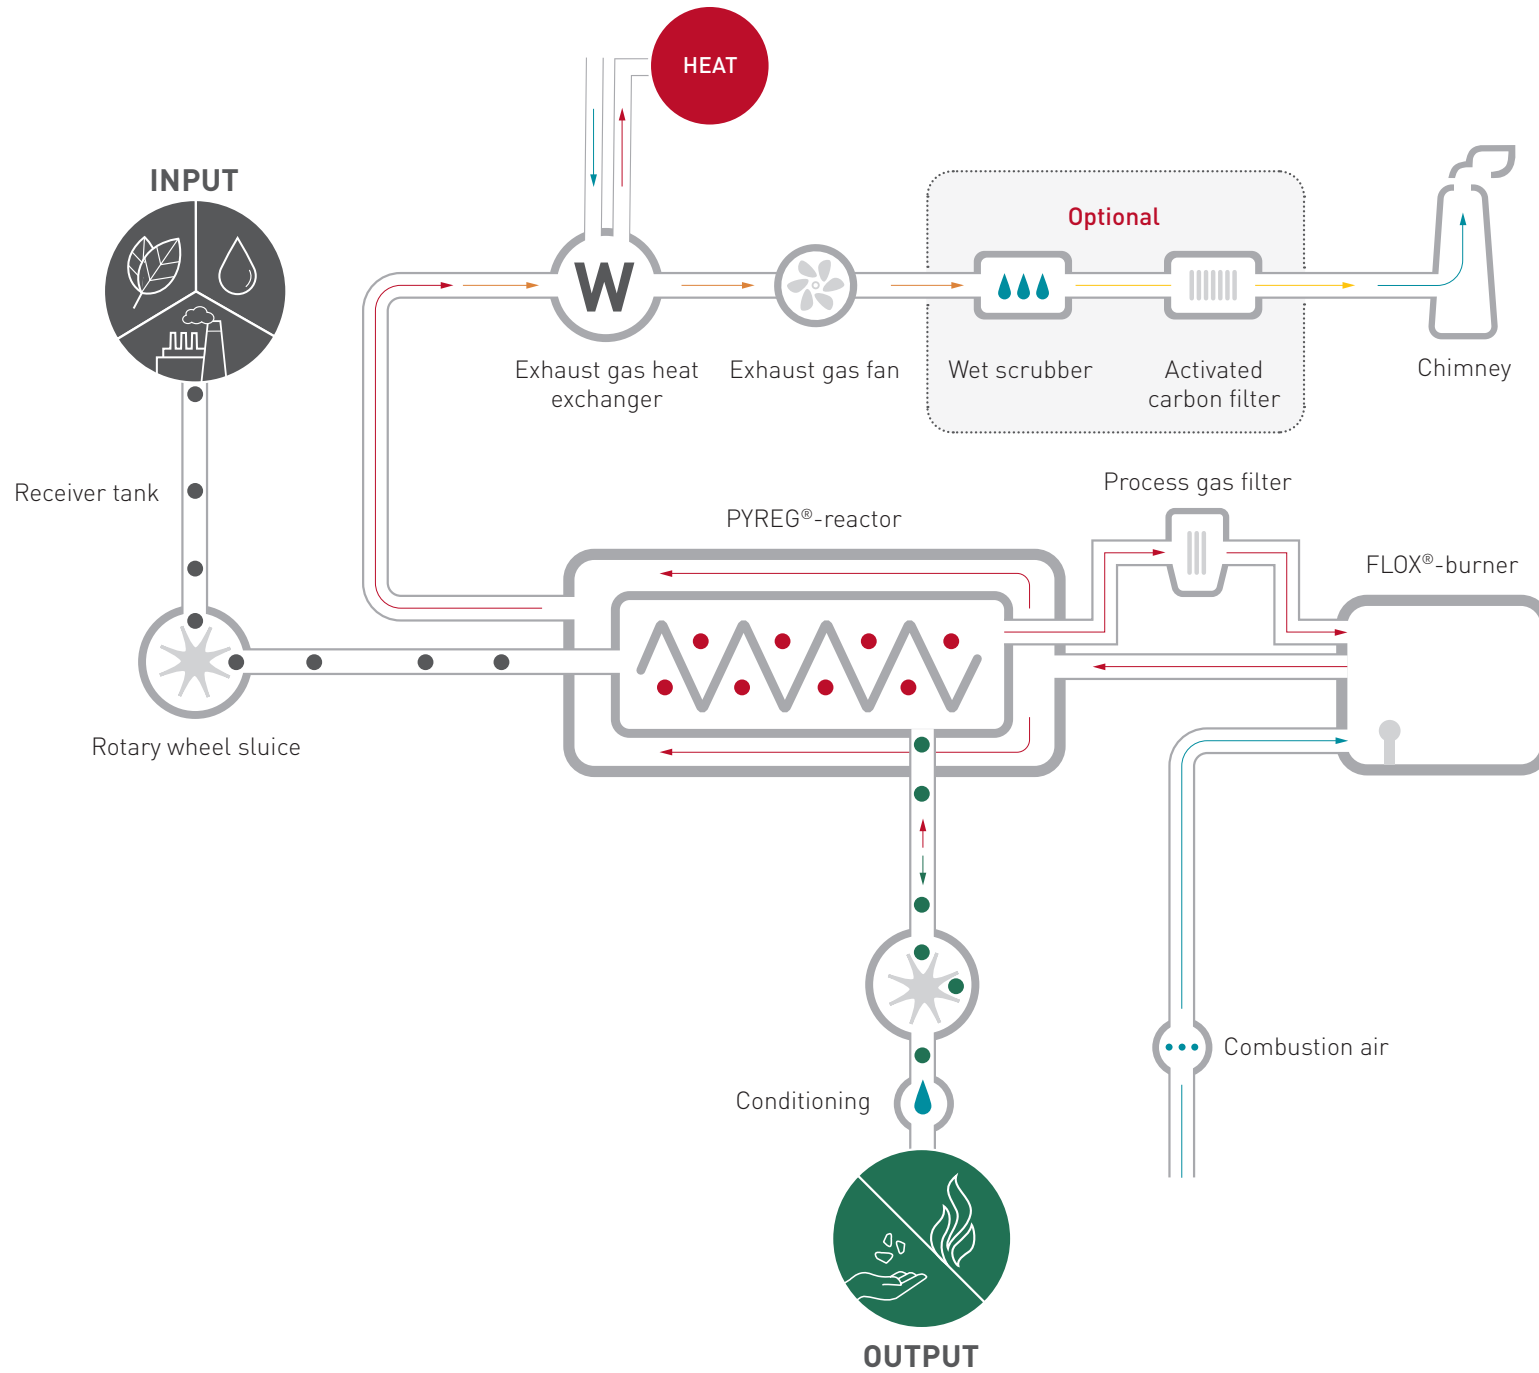 HEAT
INPUT
Optional
W
Exhaust gas heat
exchanger
Exhaust gas fan
Wet scrubber
Activated
carbon filter
Chimney
Receiver tank
Process gas filter
PYREG®-reactor
FLOX®-burner
Rotary wheel sluice
Combustion air
Conditioning
OUTPUT